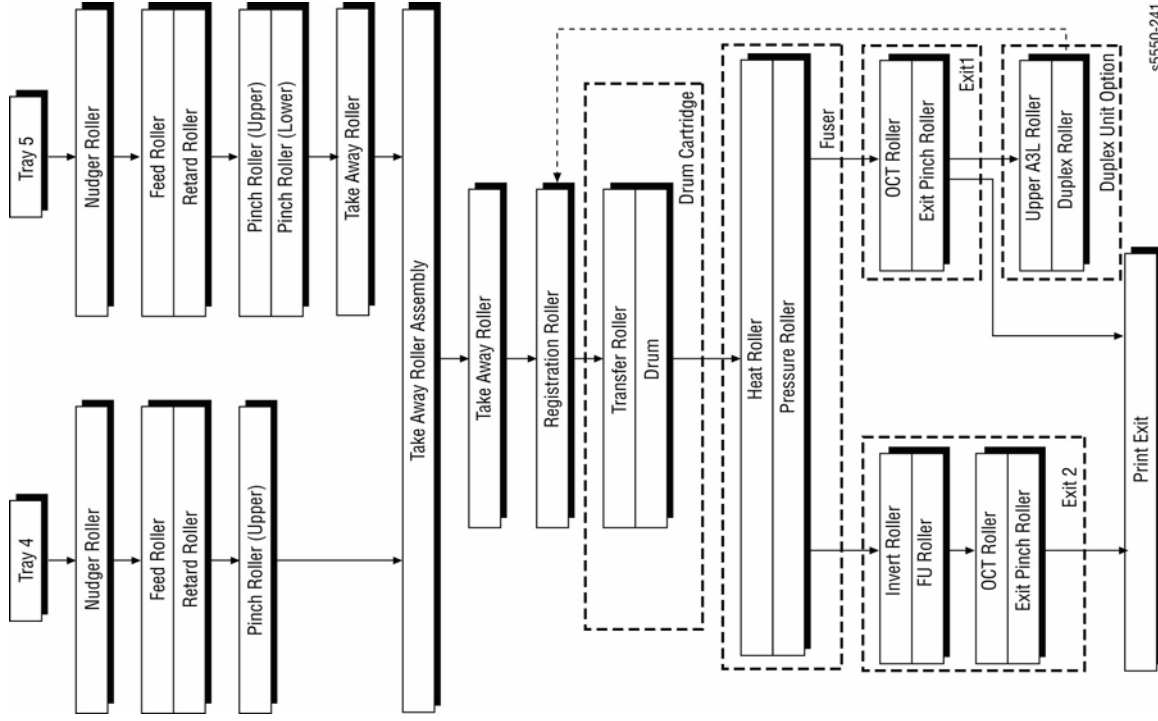 Tray 4
Nudger Roller
Feed Roller
Retard Roller
Pinch Roller (Upper)
Tray 5
Nudger Roller
Feed Roller
Retard Roller
Pinch Roller (Upper)
Pinch Roller (Lower)
Take Away Roller
Take Away Roller Assembly
Take Away Roller
Registration Roller
Transfer Roller
Drum
Drum Cartridge
Heat Roller
Pressure Roller
Fuser
Invert Roller
FU Roller
OCT Roller
Exit Pinch Roller
Exit 2
OCT Roller
Exit Pinch Roller
Exit1
Upper A3L Roller
Duplex Roller
Duplex Unit Option
Print Exit
s5550-241